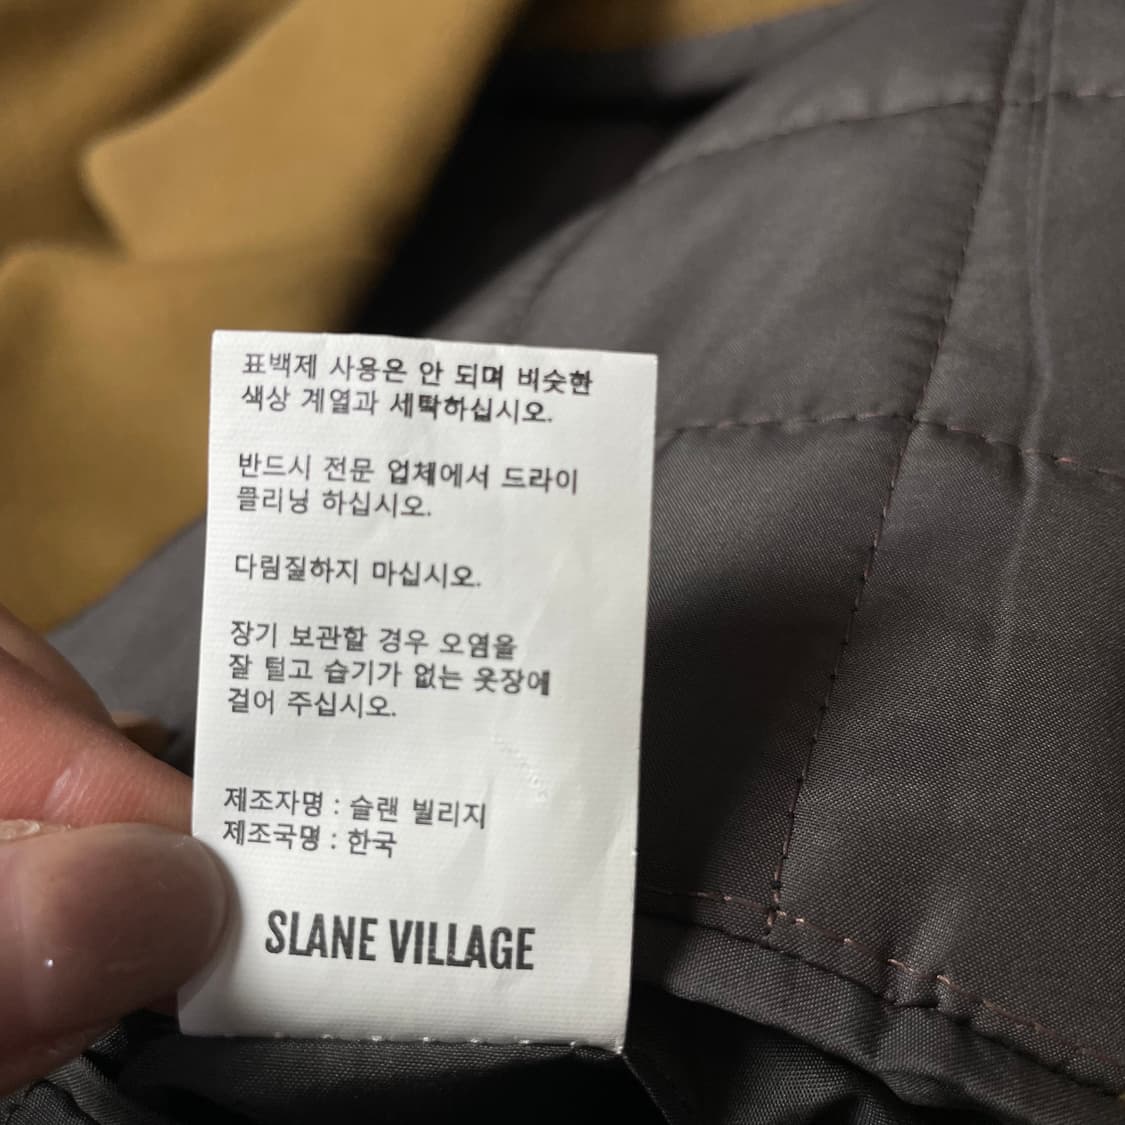 표백제 사용은 안 되며 비슷한
색상 계열과 세탁하십시오.
반드시 전문 업체에서 드라이
클리닝 하십시오.
다림질하지 마십시오.
장기 보관할 경우 오염을
잘 털고 습기가 없는 옷장에
걸어 주십시오.
제조자명 : 슬랜 빌리지
제조국명 : 한국
SLANE VILLAGE